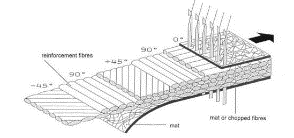 0°
90°
+45°
90°
-45°
reinforcement fibres
mat or chopped fibres
mat